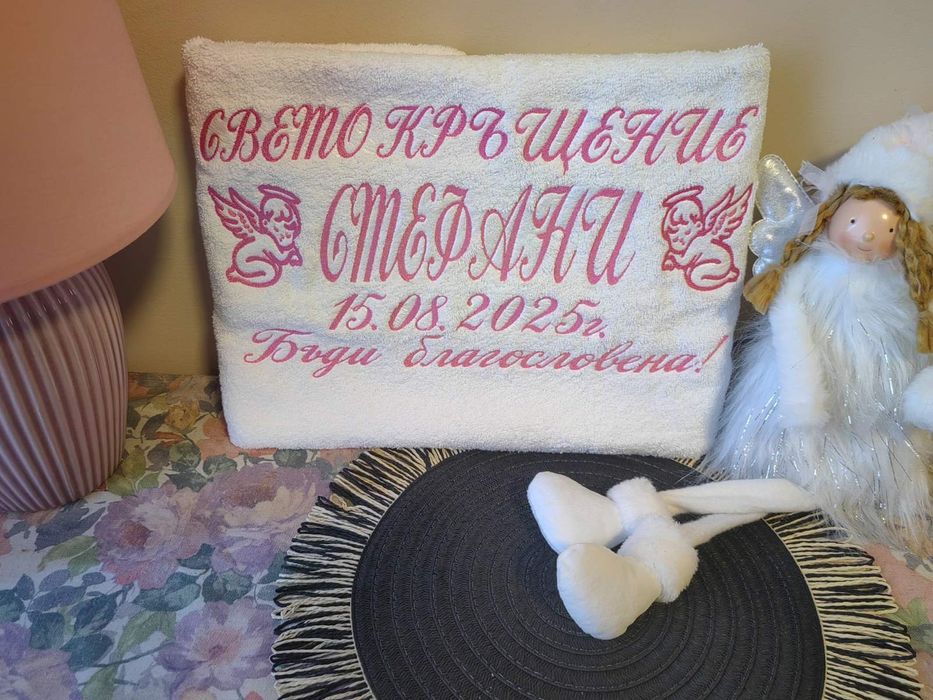 СВЕТО КРЪЩЕНИЕ
СТЕФАНИ
15.08.2025г.
Бъди благословена!